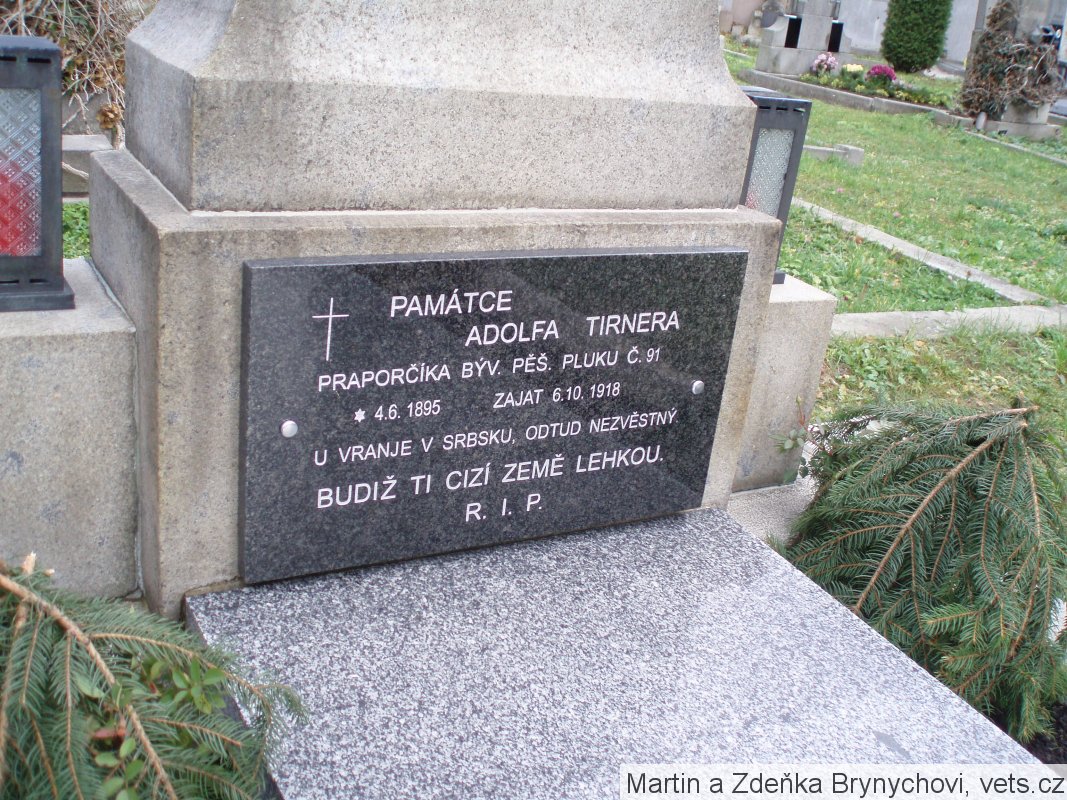 PAMÁTCE
ADOLFA TIRNERA
PRAPORČÍKA BÝV. PĚŠ. PLUKU Č. 91
✡ 4.6. 1895 ZAJAT 6.10. 1918
U VRANJE V SRBSKU, ODTUD NEZVĚSTNÝ.
BUDIŽ TI CIZÍ ZEMĚ LEHKOU.
R. I. P.
Martin a Zdeňka Brynychovi, vets.cz